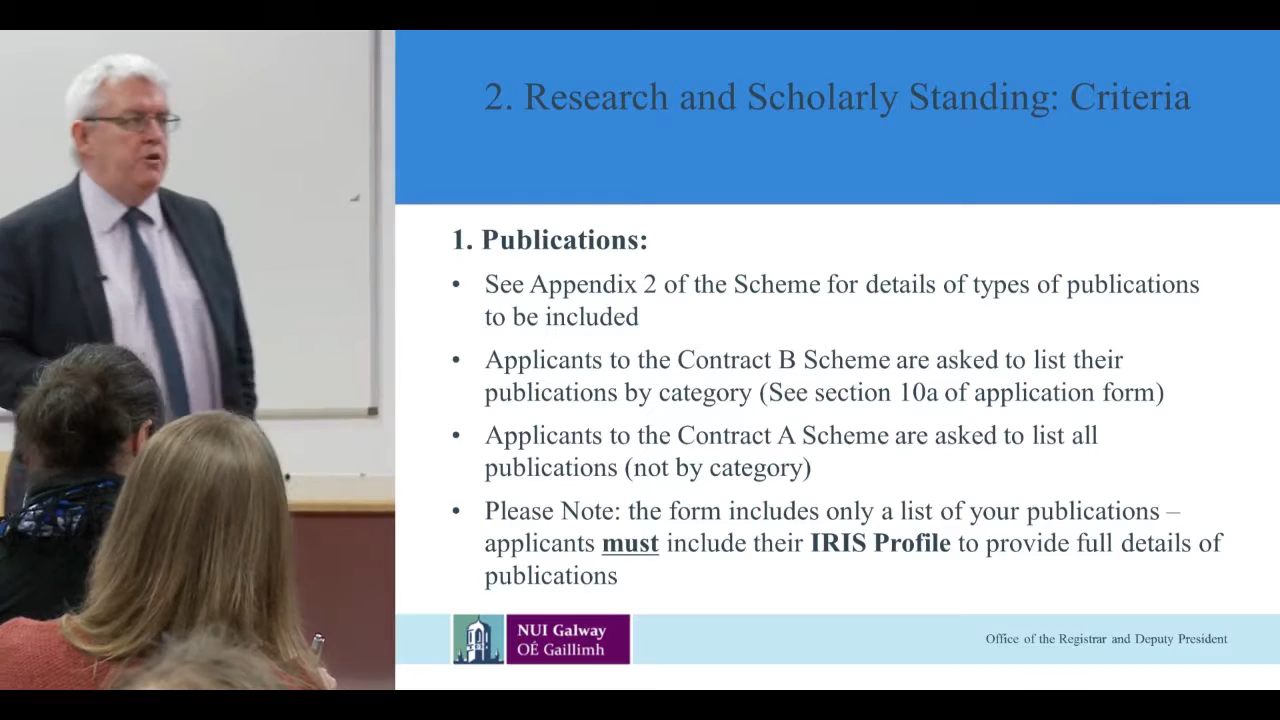 2. Research and Scholarly Standing: Criteria
1. Publications:
• See Appendix 2 of the Scheme for details of types of publications
to be included
• Applicants to the Contract B Scheme are asked to list their
publications by category (See section 10a of application form)
• Applicants to the Contract A Scheme are asked to list all
publications (not by category)
• Please Note: the form includes only a list of your publications –
applicants must include their IRIS Profile to provide full details of
publications
NUI Galway
OÉ Gaillimh
Office of the Registrar and Deputy President